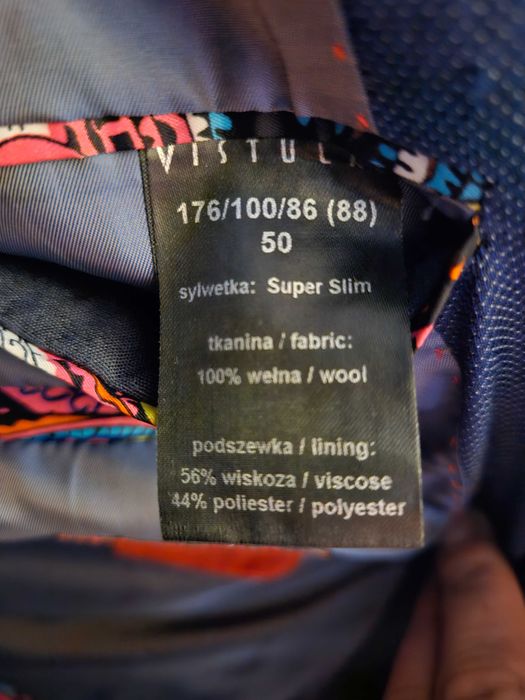 VISTULA
176/100/86 (88)
50
sylwetka: Super Slim
tkanina / fabric:
100% wełna / wool
podszewka / lining:
56% wiskoza / viscose
44% poliester / polyester